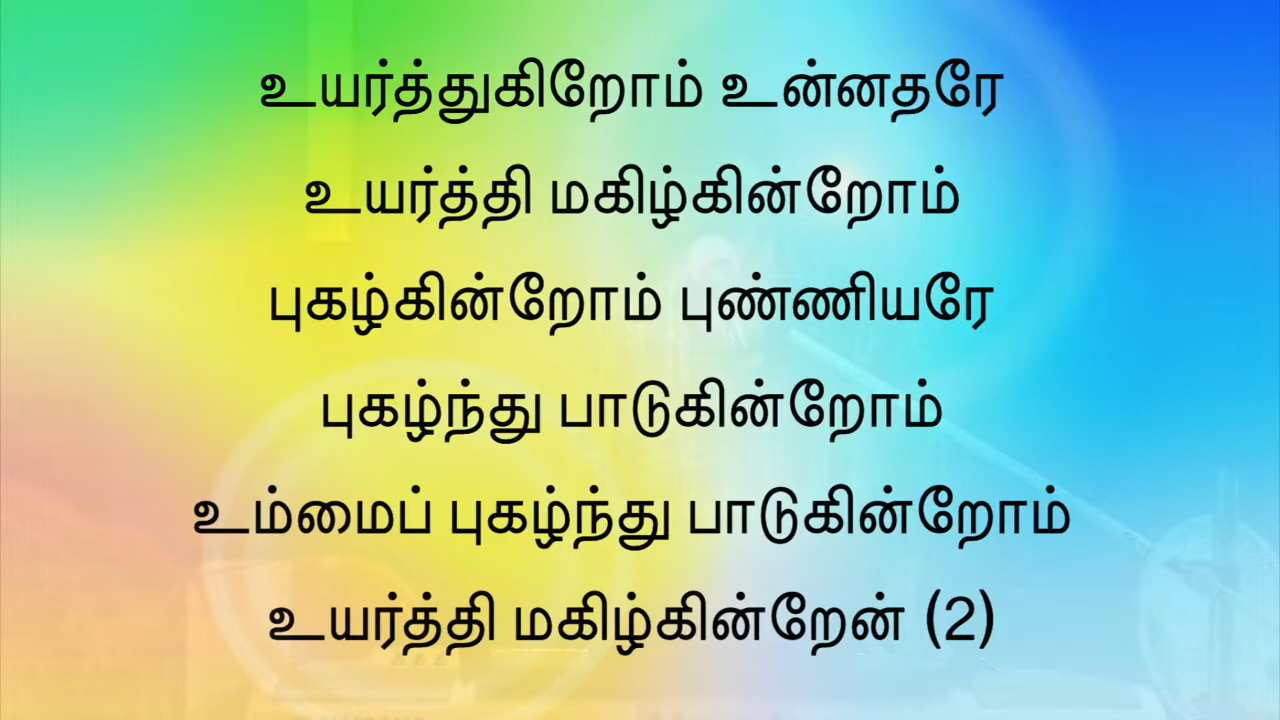 உயர்த்துகிறோம் உன்னதரே
உயர்த்தி மகிழ்கின்றோம்
புகழ்கின்றோம் புண்ணியரே
புகழ்ந்து பாடுகின்றோம்
உம்மைப் புகழ்ந்து பாடுகின்றோம்
உயர்த்தி மகிழ்கின்றேன் (2)